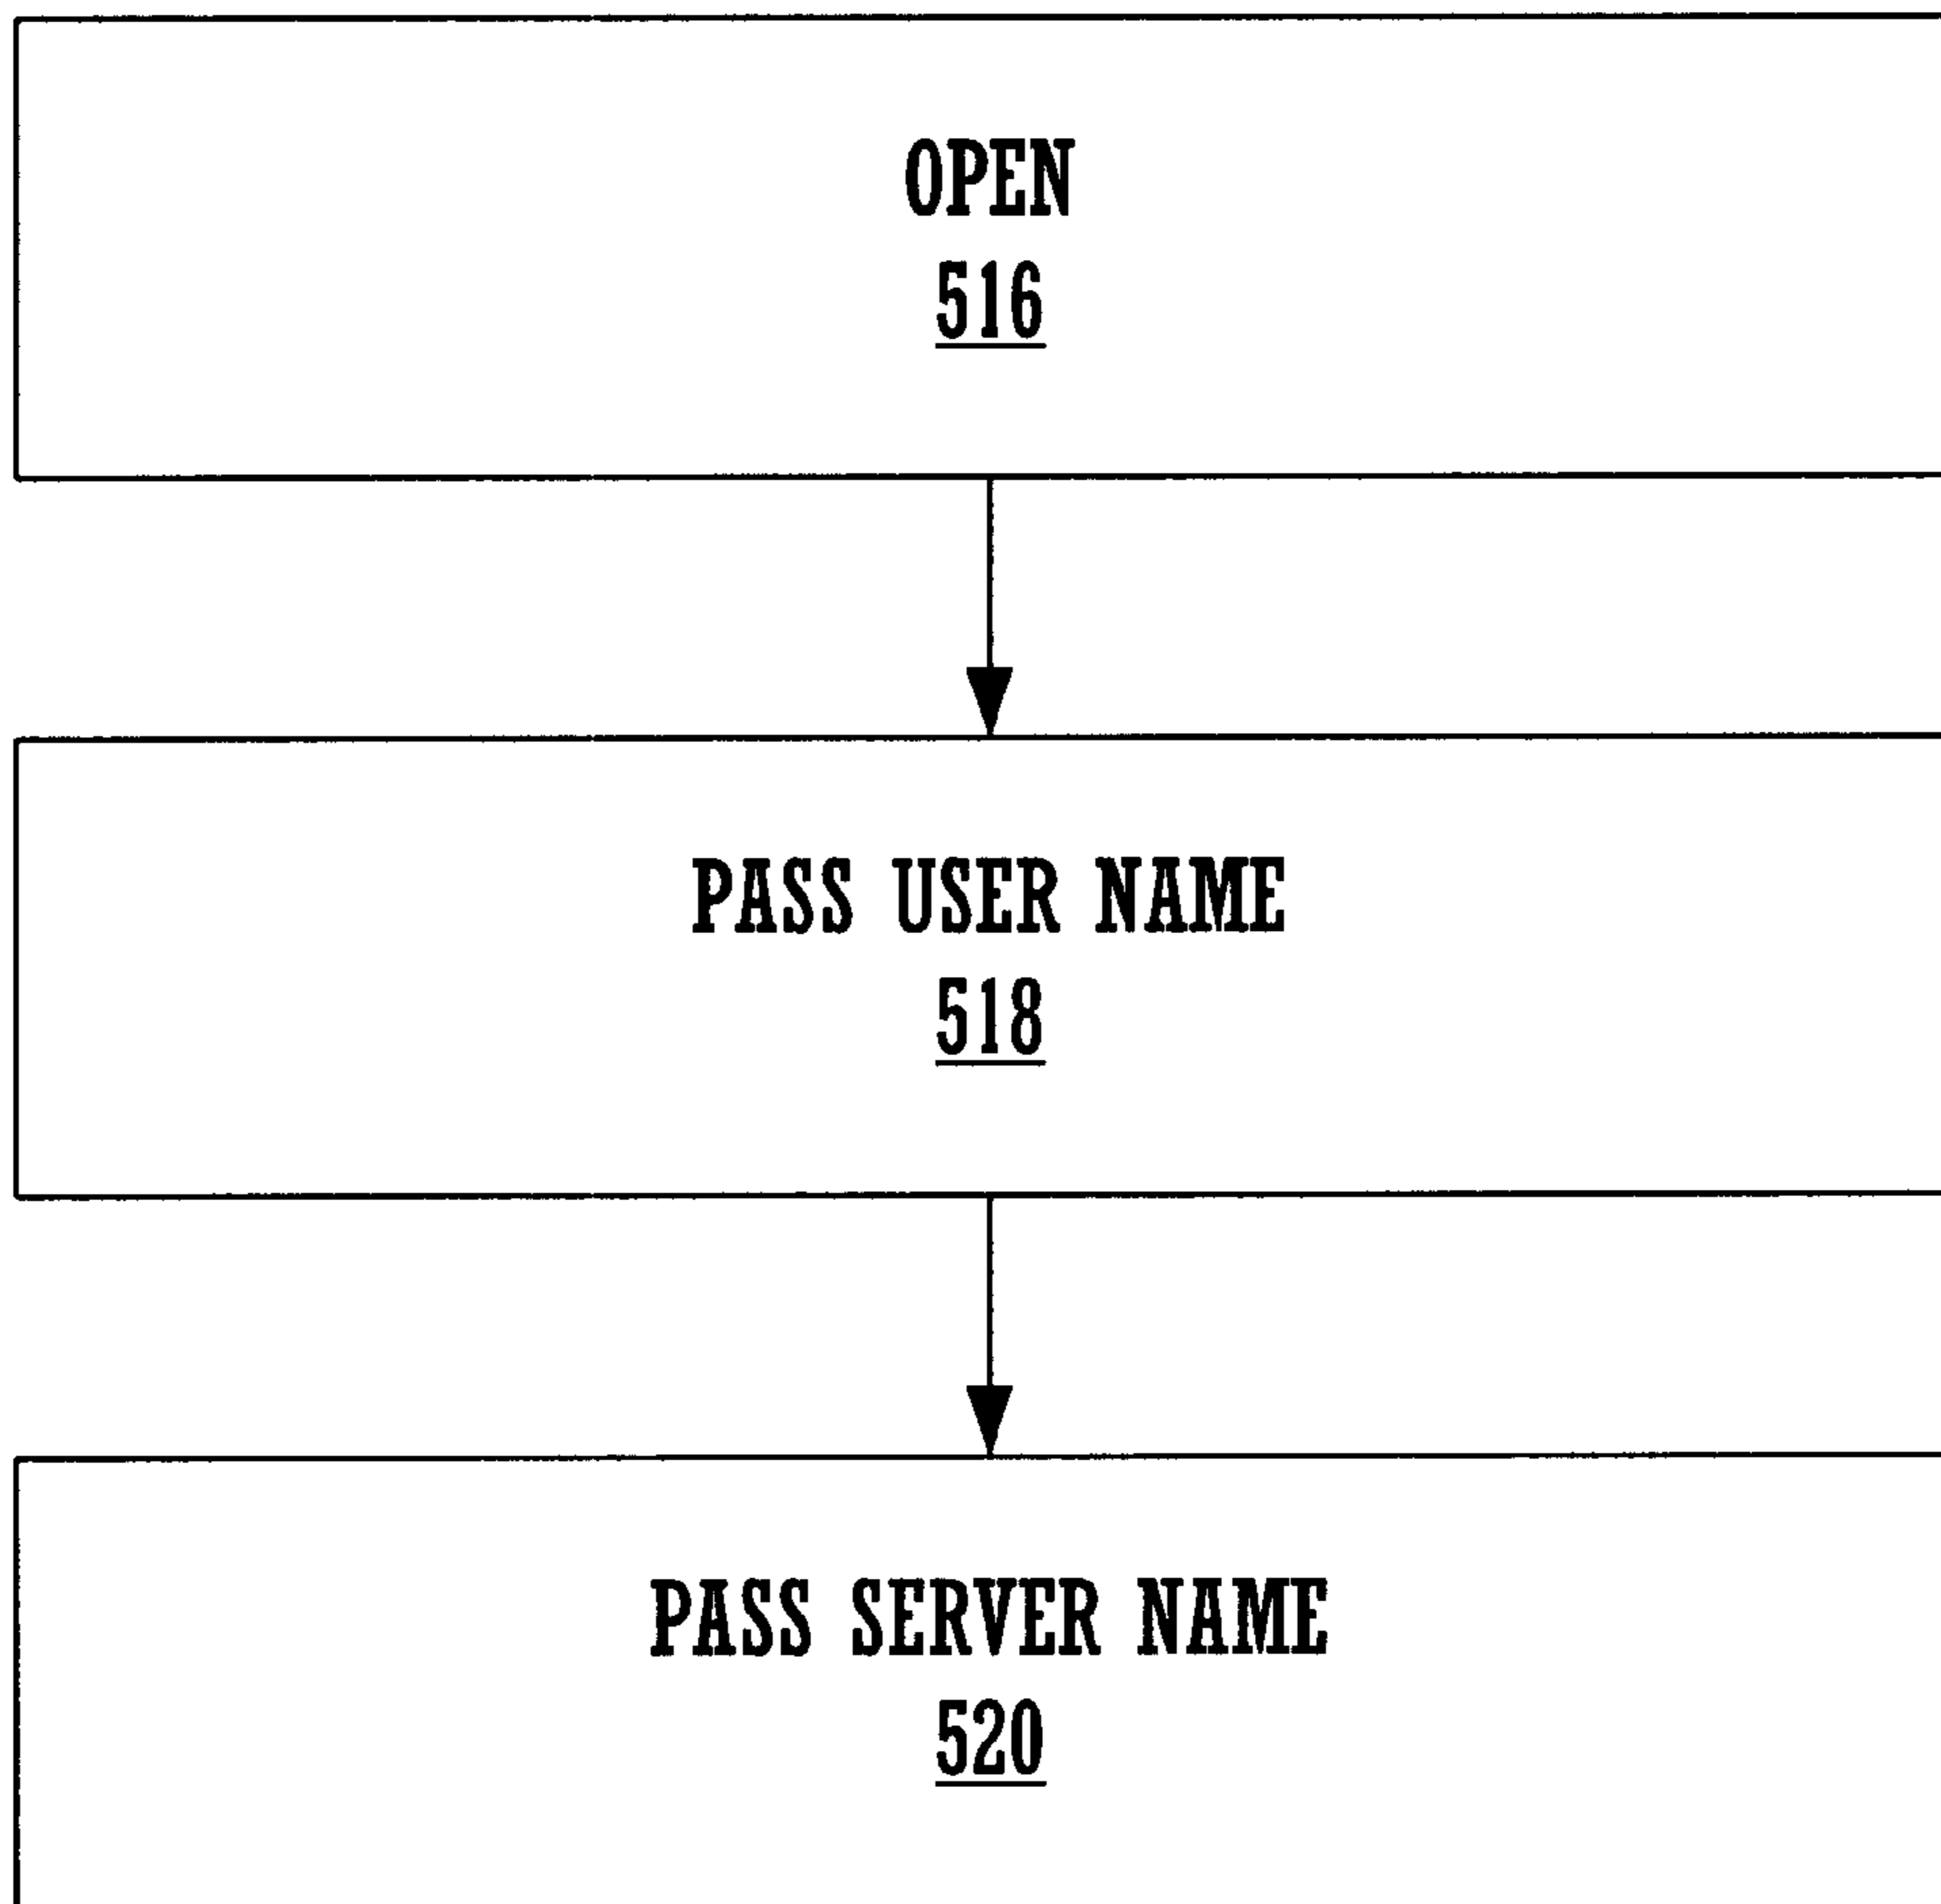 OPEN
516
PASS USER NAME
518
PASS SERVER NAME
520